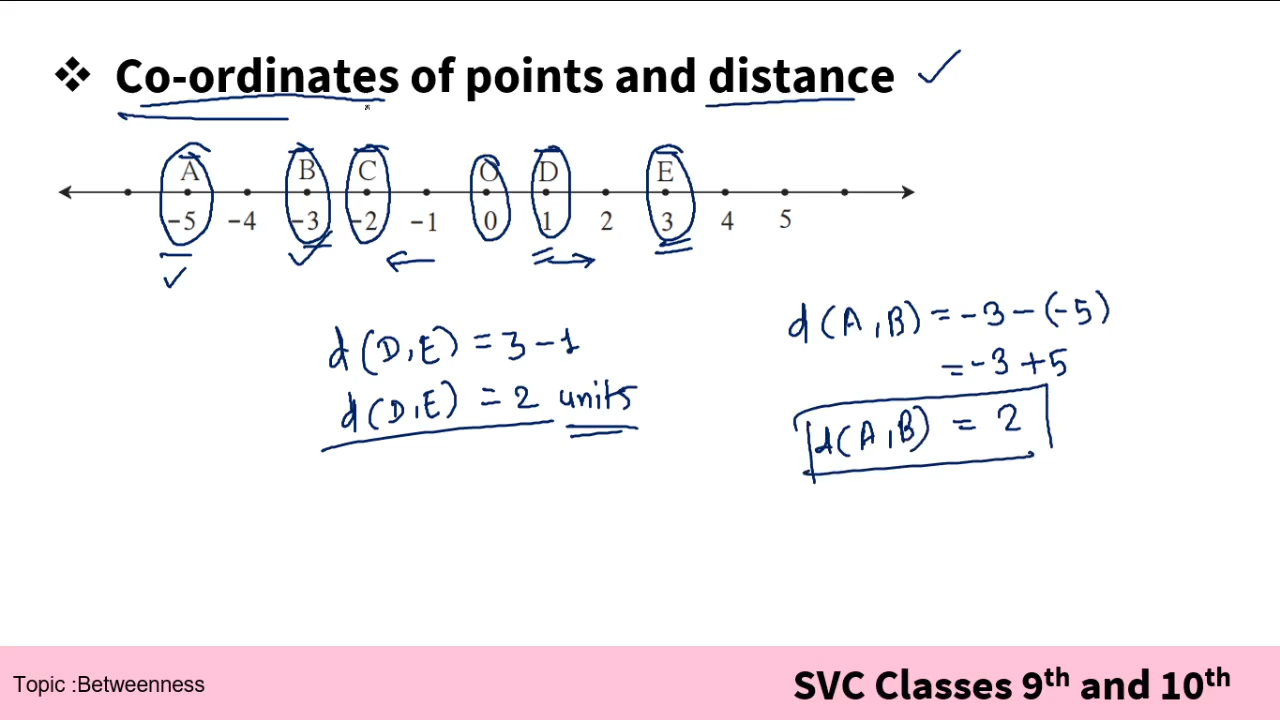 ❖ Co-ordinates of points and distance ✓
A B C O D E
-5 -4 -3 -2 -1 0 1 2 3 4 5
d(D,E) = 3-1
d(D,E) = 2 units
d(A,B) = -3-(-5)
= -3+5
d(A,B) = 2
Topic :Betweenness
SVC Classes 9th and 10th